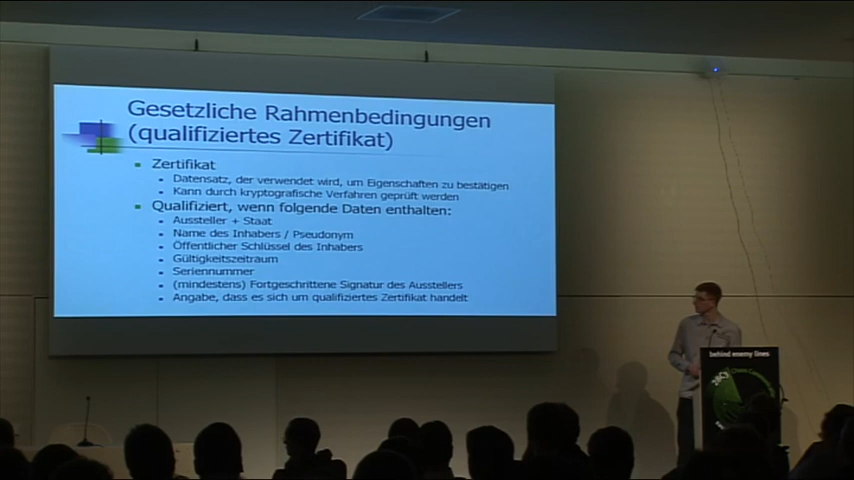 Gesetzliche Rahmenbedingungen
(qualifiziertes Zertifikat)
Zertifikat
Datensatz, der verwendet wird, um Eigenschaften zu bestätigen
Kann durch kryptografische Verfahren geprüft werden
Qualifiziert, wenn folgende Daten enthalten:
Aussteller + Staat
Name des Inhabers / Pseudonym
Öffentlicher Schlüssel des Inhabers
Gültigkeitszeitraum
Seriennummer
(mindestens) Fortgeschrittene Signatur des Ausstellers
Angabe, dass es sich um qualifiziertes Zertifikat handelt
behind enemy lines